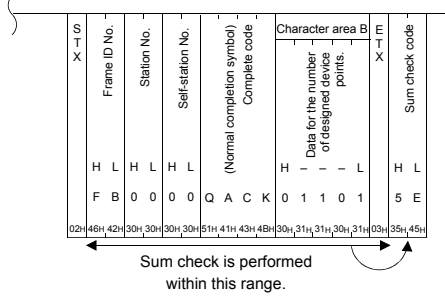 STX
Frame ID No.
Station No.
Self-station No.
(Normal completion symbol)
Complete code
Character area B
Data for the number
of designed device
points.
ETX
Sum check code
H L H L H L H – – L H L
F B 0 0 0 0 Q A C K 0 1 1 0 1 5 E
02H 46H 42H 30H 30H 30H 30H 51H 41H 43H 4BH 30H 31H 31H 30H 31H 03H 35H 45H
Sum check is performed
within this range.